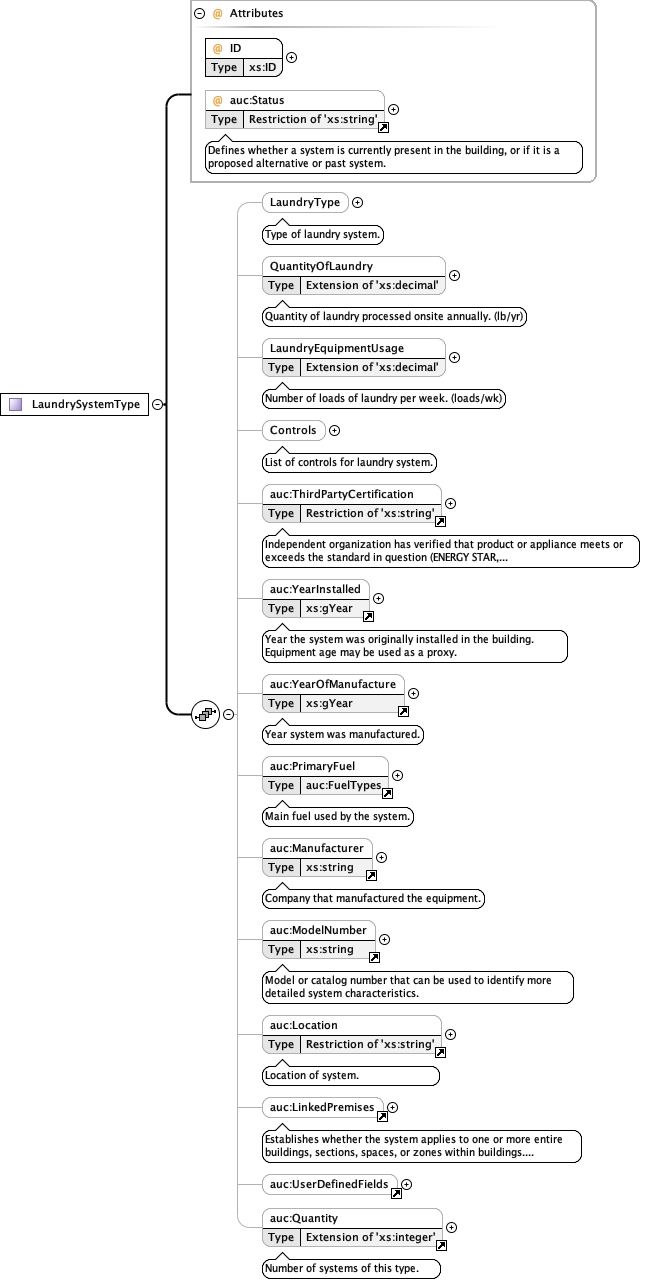 @ Attributes
@ ID
Type xs:ID
@ auc:Status
Type Restriction of 'xs:string'
Defines whether a system is currently present in the building, or if it is a
proposed alternative or past system.
LaundryType
Type of laundry system.
QuantityOfLaundry
Type Extension of 'xs:decimal'
Quantity of laundry processed onsite annually. (lb/yr)
LaundryEquipmentUsage
Type Extension of 'xs:decimal'
Number of loads of laundry per week. (loads/wk)
LaundrySystemType
Controls
List of controls for laundry system.
auc:ThirdPartyCertification
Type Restriction of 'xs:string'
Independent organization has verified that product or appliance meets or
exceeds the standard in question (ENERGY STAR,...
auc:YearInstalled
Type xs:gYear
Year the system was originally installed in the building.
Equipment age may be used as a proxy.
auc:YearOfManufacture
Type xs:gYear
Year system was manufactured.
auc:PrimaryFuel
Type auc:FuelTypes
Main fuel used by the system.
auc:Manufacturer
Type xs:string
Company that manufactured the equipment.
auc:ModelNumber
Type xs:string
Model or catalog number that can be used to identify more
detailed system characteristics.
auc:Location
Type Restriction of 'xs:string'
Location of system.
auc:LinkedPremises
Establishes whether the system applies to one or more entire
buildings, sections, spaces, or zones within buildings....
auc:UserDefinedFields
auc:Quantity
Type Extension of 'xs:integer'
Number of systems of this type.